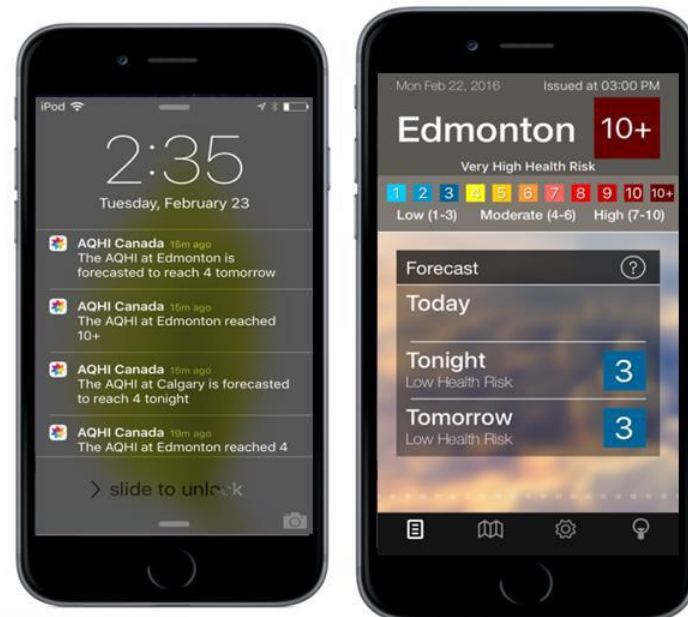 iPod
2:35
Tuesday, February 23
AQHI Canada 15m ago
The AQHI at Edmonton is
forecasted to reach 4 tomorrow
AQHI Canada 15m ago
The AQHI at Edmonton reached
10+
AQHI Canada 15m ago
The AQHI at Calgary is forecasted
to reach 4 tonight
AQHI Canada 19m ago
The AQHI at Edmonton reached 4
> slide to unlock
Mon Feb 22, 2016 Issued at 03:00 PM
Edmonton 10+
Very High Health Risk
1 2 3 4 5 6 7 8 9 10 10+
Low (1-3) Moderate (4-6) High (7-10)
Forecast ?
Today
Tonight 3
Low Health Risk
Tomorrow 3
Low Health Risk